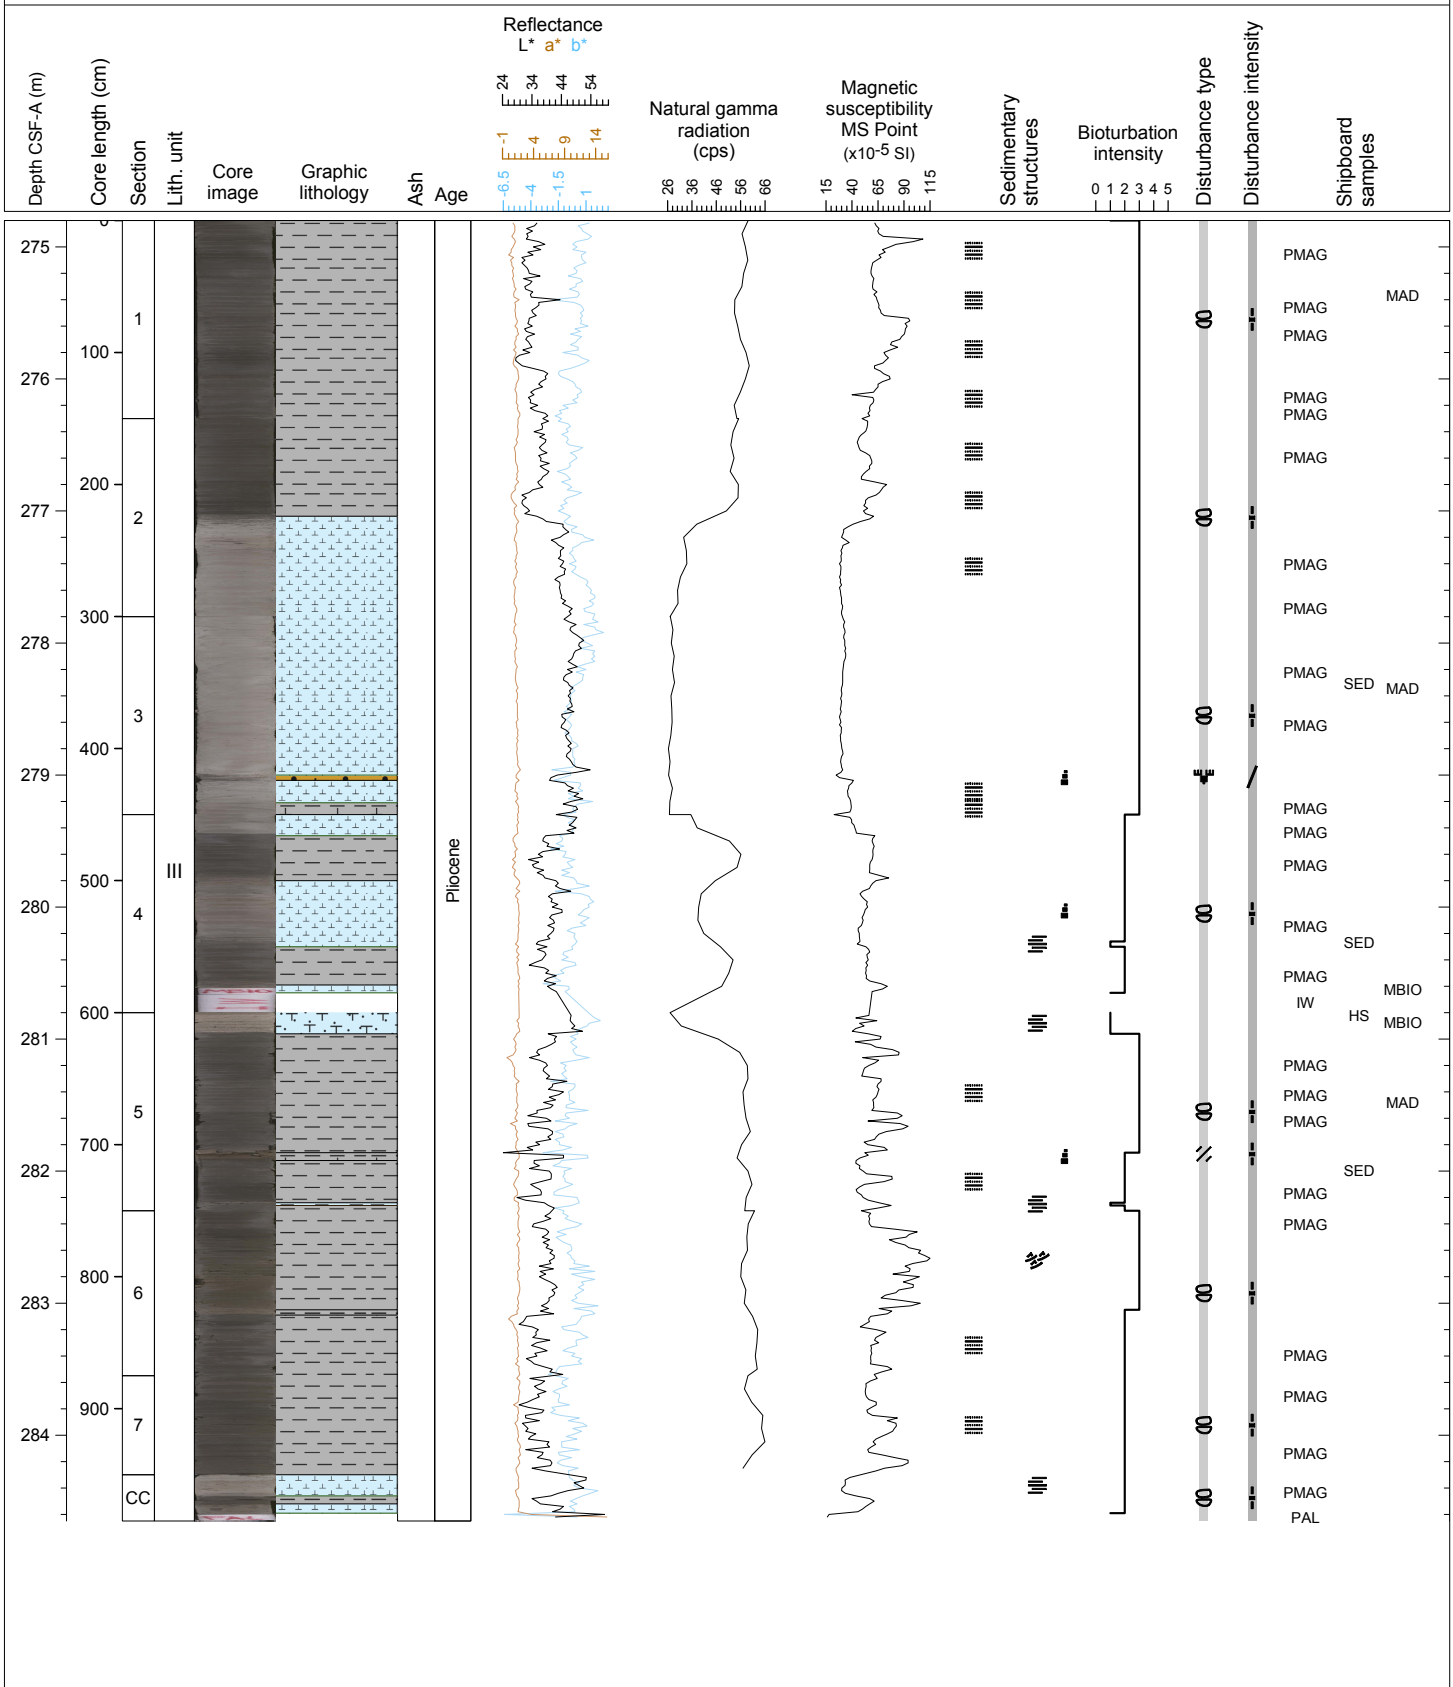 Depth CSF-A (m)
Core length (cm)
Section
Lith. unit
Core
image
Graphic
lithology
Ash
Age
Reflectance
L* a* b*
24 34 44 54
-1 4 9 14
-6.5 -4 -1.5 1
Natural gamma
radiation
(cps)
26 36 46 56 66
Magnetic
susceptibility
MS Point
(x10-5 SI)
15 40 65 90 115
Sedimentary
structures
Bioturbation
intensity
0 1 2 3 4 5
Disturbance type
Disturbance intensity
Shipboard
samples
0
275
PMAG
MAD
PMAG
1
PMAG
100
276
PMAG
PMAG
PMAG
200
277
2
PMAG
PMAG
300
278
PMAG
SED
MAD
3
PMAG
400
279
PMAG
PMAG
PMAG
III
Pliocene
500
280
4
PMAG
SED
PMAG
MBIO
IW
600
HS
MBIO
281
PMAG
PMAG
MAD
5
PMAG
700
282
SED
PMAG
PMAG
800
6
283
PMAG
PMAG
900
7
284
PMAG
PMAG
CC
PAL